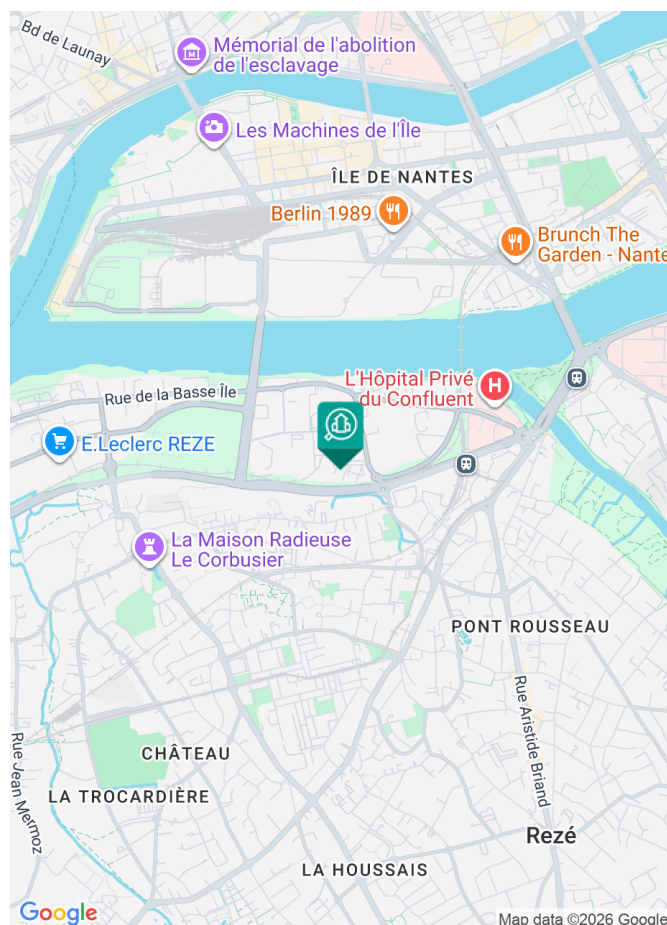 Bd de Launay
Mémorial de l'abolition
de l'esclavage
Les Machines de l'Île
ÎLE DE NANTES
Berlin 1989
Brunch The
Garden - Nante
L'Hôpital Privé
du Confluent
H
Rue de la Basse Île
E.Leclerc REZE
La Maison Radieuse
Le Corbusier
PONT ROUSSEAU
Rue Aristide Briand
Rue Jean Mermoz
CHÂTEAU
LA TROCARDIÈRE
Rezé
LA HOUSSAIS
Google
Map data ©2026 Google